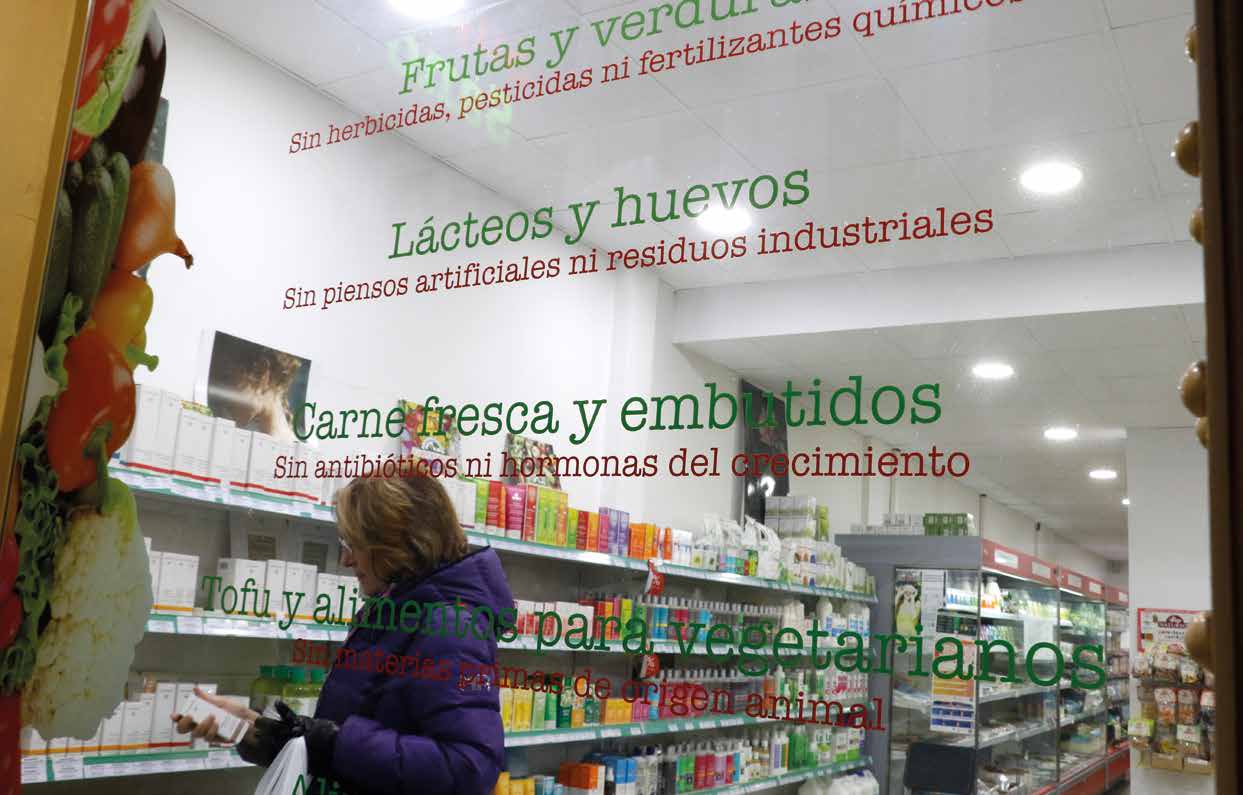 Frutas y verduras
Sin herbicidas, pesticidas ni fertilizantes químicos
Lácteos y huevos
Sin piensos artificiales ni residuos industriales
Carne fresca y embutidos
Sin antibióticos ni hormonas del crecimiento
Tofu y alimentos para vegetarianos
Sin materias primas de origen animal